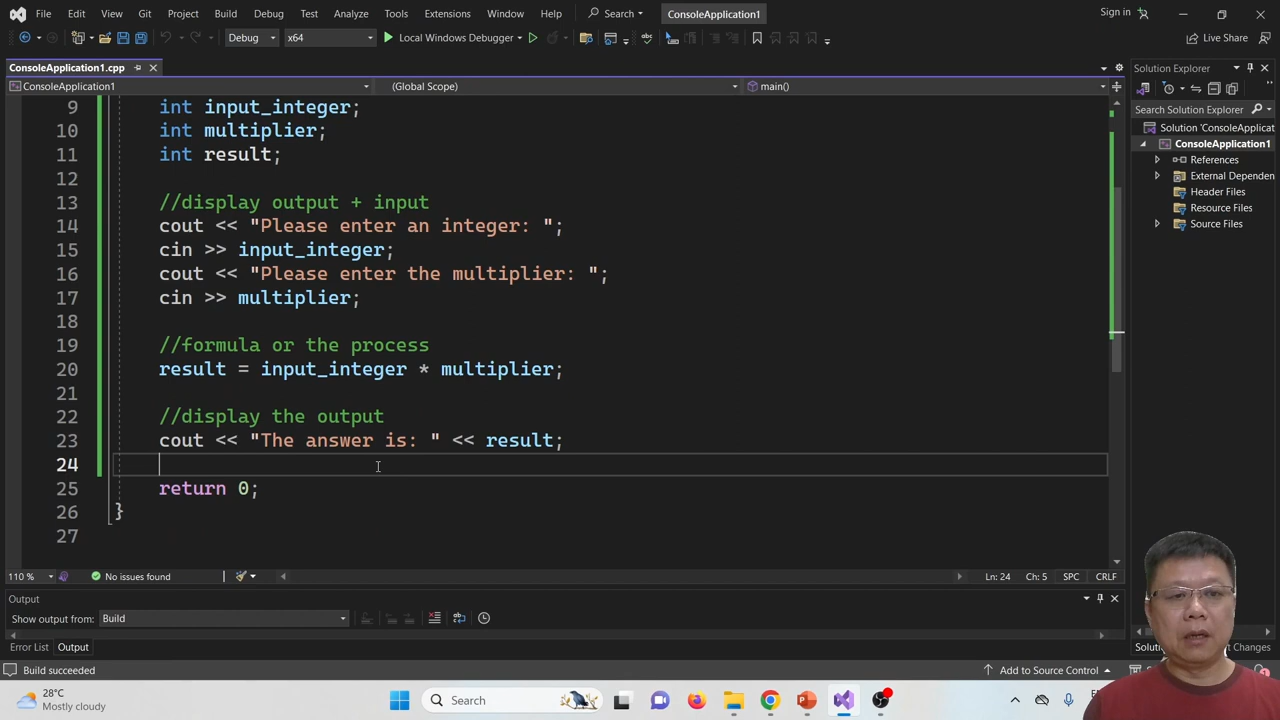 File Edit View Git Project Build Debug Test Analyze Tools Extensions Window Help Search ConsoleApplication1 Sign in
Debug x64 Local Windows Debugger Live Share
ConsoleApplication1.cpp
ConsoleApplication1 (Global Scope) main()
9 int input_integer;
10 int multiplier;
11 int result;
12
13 //display output + input
14 cout << "Please enter an integer: ";
15 cin >> input_integer;
16 cout << "Please enter the multiplier: ";
17 cin >> multiplier;
18
19 //formula or the process
20 result = input_integer * multiplier;
21
22 //display the output
23 cout << "The answer is: " << result;
24
25 return 0;
26 }
27
110 % No issues found Ln: 24 Ch: 5 SPC CRLF
Output
Show output from: Build
Error List Output
Build succeeded Add to Source Control
Solution Explorer
Search Solution Explorer
Solution 'ConsoleApplicat
ConsoleApplication1
References
External Dependen
Header Files
Resource Files
Source Files
Changes
28°C
Mostly cloudy
Search